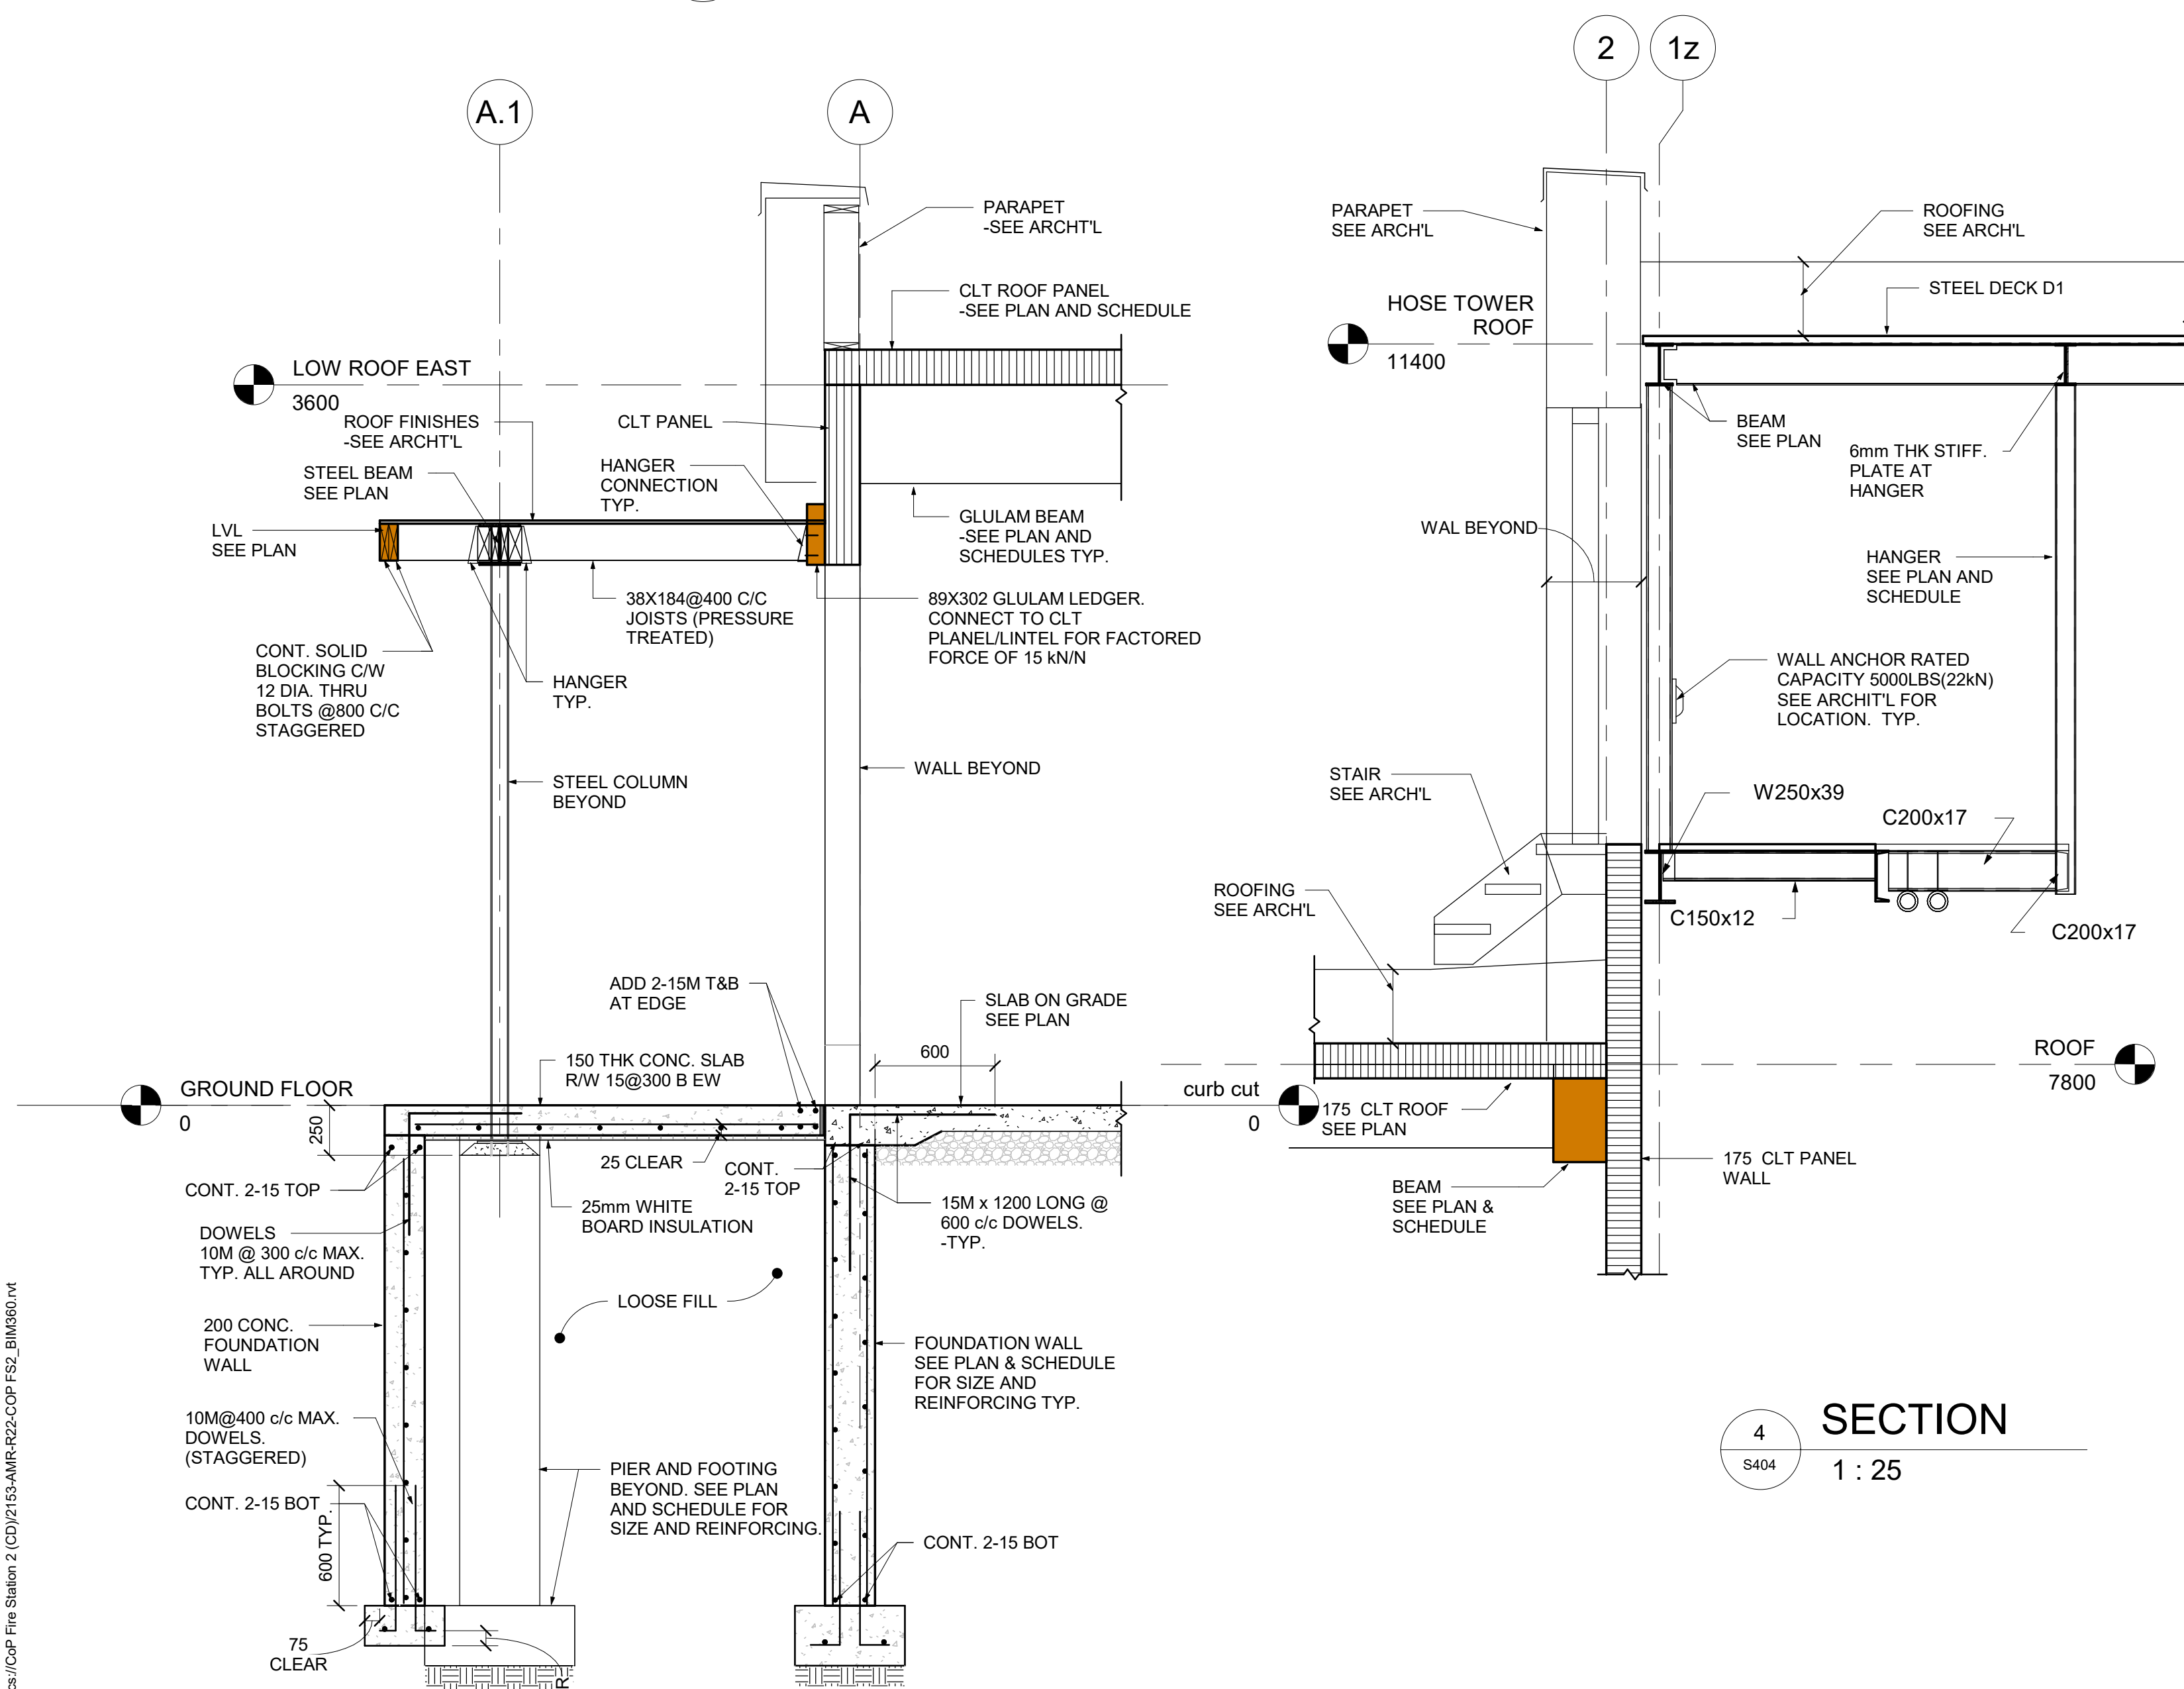 A.1
A
2
1z
PARAPET
-SEE ARCHT'L
CLT ROOF PANEL
-SEE PLAN AND SCHEDULE
LOW ROOF EAST
3600
ROOF FINISHES
-SEE ARCHT'L
CLT PANEL
STEEL BEAM
SEE PLAN
HANGER
CONNECTION
TYP.
LVL
SEE PLAN
GLULAM BEAM
-SEE PLAN AND
SCHEDULES TYP.
38X184@400 C/C
JOISTS (PRESSURE
TREATED)
89X302 GLULAM LEDGER.
CONNECT TO CLT
PLANEL/LINTEL FOR FACTORED
FORCE OF 15 kN/N
CONT. SOLID
BLOCKING C/W
12 DIA. THRU
BOLTS @800 C/C
STAGGERED
HANGER
TYP.
STEEL COLUMN
BEYOND
WALL BEYOND
ADD 2-15M T&B
AT EDGE
SLAB ON GRADE
SEE PLAN
150 THK CONC. SLAB
R/W 15@300 B EW
600
GROUND FLOOR
0
250
curb cut
0
25 CLEAR
CONT.
2-15 TOP
CONT. 2-15 TOP
25mm WHITE
BOARD INSULATION
15M x 1200 LONG @
600 c/c DOWELS.
-TYP.
DOWELS
10M @ 300 c/c MAX.
TYP. ALL AROUND
LOOSE FILL
200 CONC.
FOUNDATION
WALL
FOUNDATION WALL
SEE PLAN & SCHEDULE
FOR SIZE AND
REINFORCING TYP.
10M@400 c/c MAX.
DOWELS.
(STAGGERED)
PIER AND FOOTING
BEYOND. SEE PLAN
AND SCHEDULE FOR
SIZE AND REINFORCING.
CONT. 2-15 BOT
600 TYP.
CONT. 2-15 BOT
75
CLEAR
R
cs://CoP Fire Station 2 (CD)/2153-AMR-R22-COP FS2_BIM360.rvt
PARAPET
SEE ARCH'L
ROOFING
SEE ARCH'L
STEEL DECK D1
HOSE TOWER
ROOF
11400
BEAM
SEE PLAN
6mm THK STIFF.
PLATE AT
HANGER
WAL BEYOND
HANGER
SEE PLAN AND
SCHEDULE
WALL ANCHOR RATED
CAPACITY 5000LBS(22kN)
SEE ARCHIT'L FOR
LOCATION. TYP.
STAIR
SEE ARCH'L
W250x39
C200x17
ROOFING
SEE ARCH'L
C150x12
C200x17
ROOF
7800
175 CLT ROOF
SEE PLAN
175 CLT PANEL
WALL
BEAM
SEE PLAN &
SCHEDULE
4
S404
SECTION
1 : 25